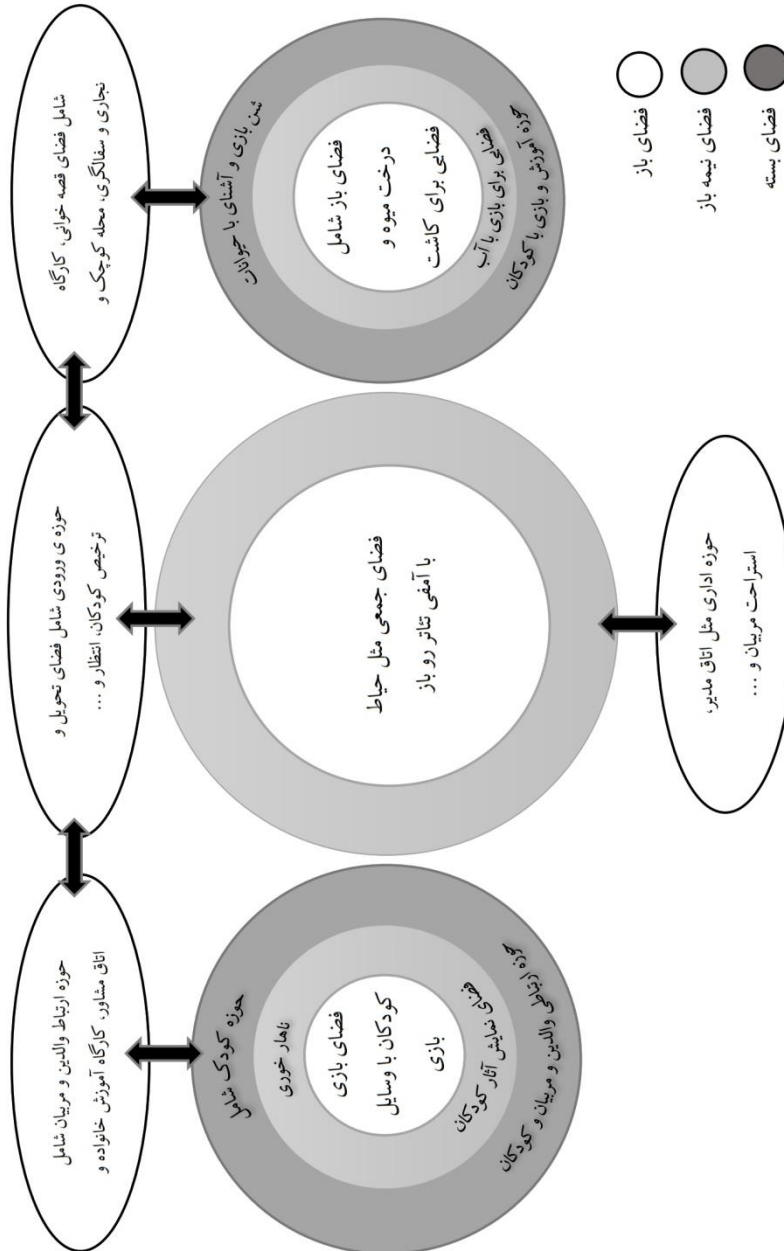 شامل فضای قصه خوانی، کارگاه
نجاری و سفالگری، محله کوچک و
شن بازی و آشنای با حیوانات
فضای باز شامل
درخت میوه و
فضایی برای کاشت
فضایی برای بازی با آب
حوزه آموزش و بازی با کودکان
حوزه ی ورودی شامل فضای تحویل و
ترخیص کودکان، انتظار و ...
فضای جمعی مثل حیاط
با آمفی تئاتر رو باز
حوزه اداری مثل اتاق مدیر،
استراحت مربیان و ...
حوزه ارتباط والدین و مربیان شامل
اتاق مشاور، کارگاه آموزش خانواده و
حوزه کودک شامل
ناهار خوری
فضای بازی
کودکان با وسایل
بازی
فضای نمایش آثار کودکان
حوزه ارتباطی والدین و مربیان و کودکان
فضای باز
فضای نیمه باز
فضای بسته